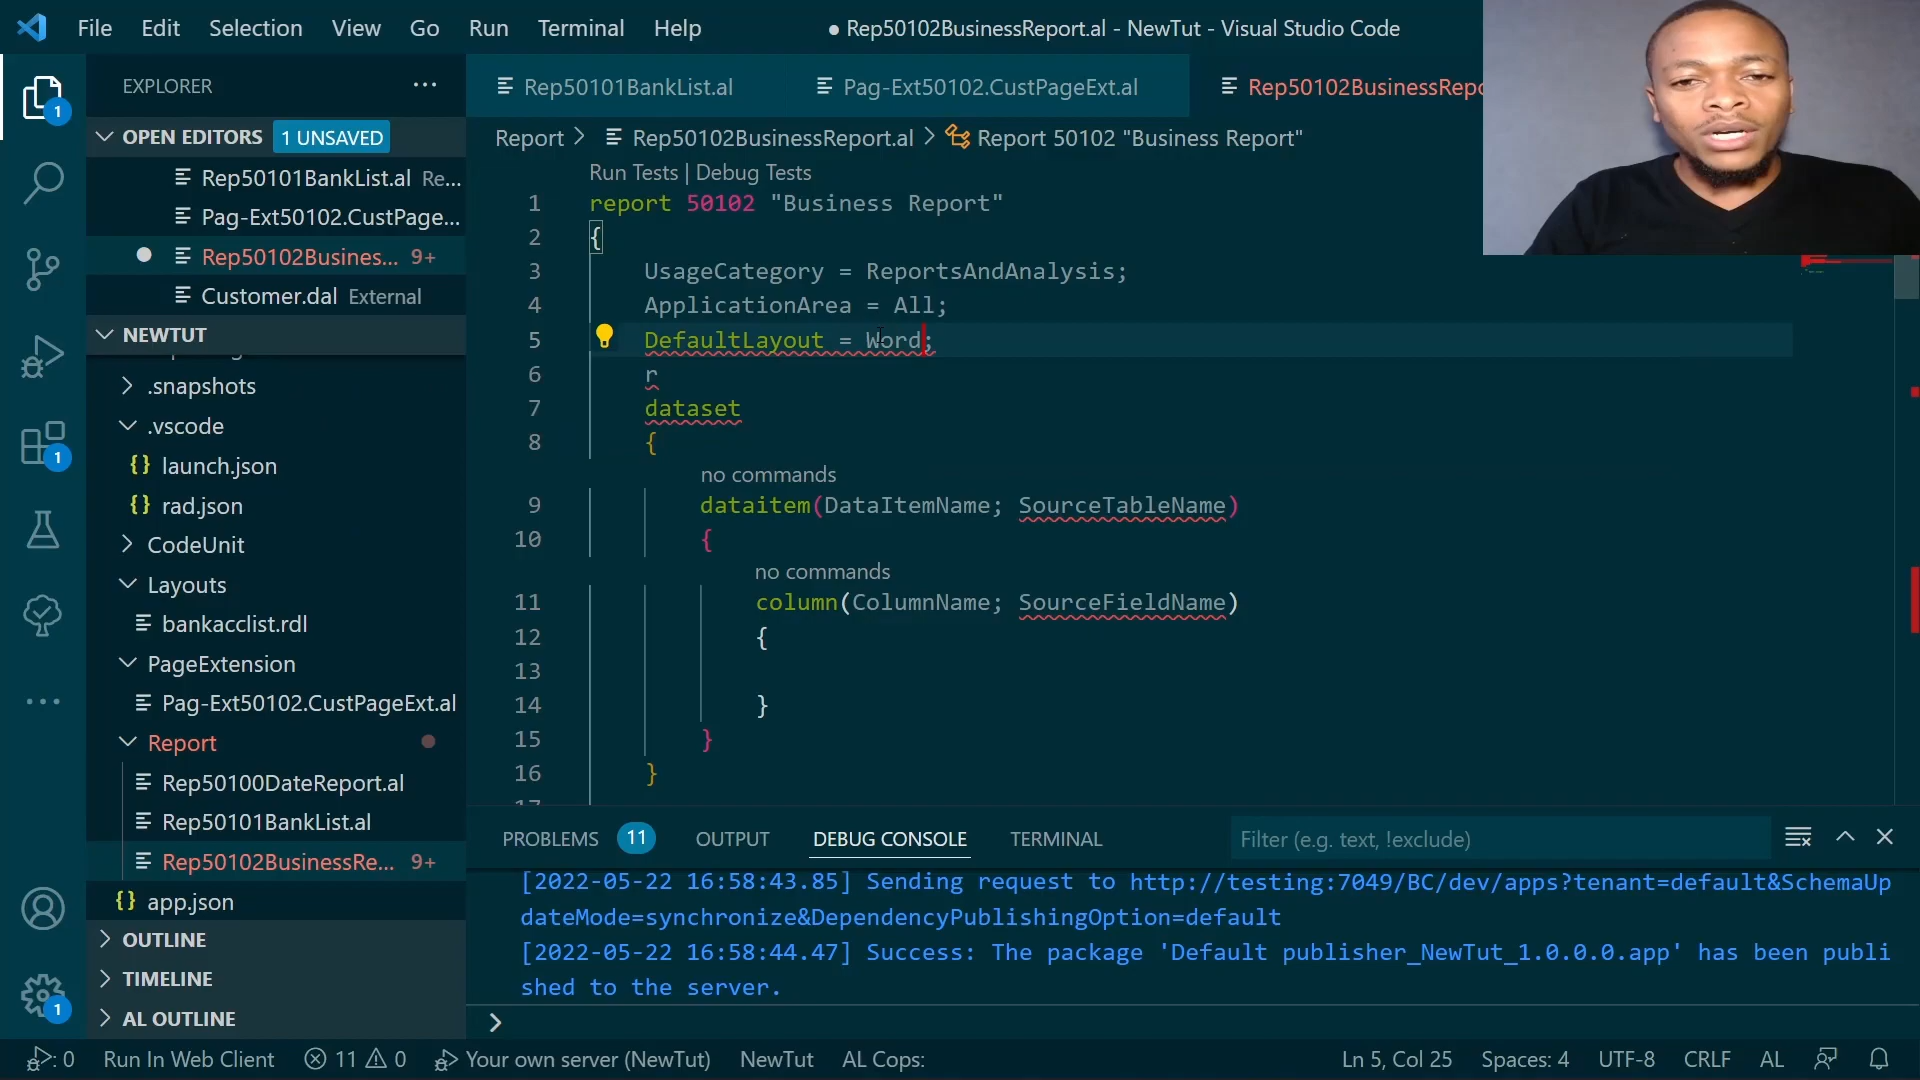 File Edit Selection View Go Run Terminal Help
● Rep50102BusinessReport.al - NewTut - Visual Studio Code
EXPLORER
OPEN EDITORS 1 UNSAVED
Rep50101BankList.al Re...
Pag-Ext50102.CustPage...
Rep50102Busines... 9+
Customer.dal External
NEWTUT
.snapshots
.vscode
{} launch.json
{} rad.json
CodeUnit
Layouts
bankacclist.rdl
PageExtension
Pag-Ext50102.CustPageExt.al
Report
Rep50100DateReport.al
Rep50101BankList.al
Rep50102BusinessRe... 9+
{} app.json
OUTLINE
TIMELINE
AL OUTLINE
1
1
1
Rep50101BankList.al Pag-Ext50102.CustPageExt.al Rep50102BusinessRepo
Report > Rep50102BusinessReport.al > Report 50102 "Business Report"
Run Tests | Debug Tests
1 report 50102 "Business Report"
2 {
3 UsageCategory = ReportsAndAnalysis;
4 ApplicationArea = All;
5 DefaultLayout = Word;
6 r
7 dataset
8 {
no commands
9 dataitem(DataItemName; SourceTableName)
10 {
no commands
11 column(ColumnName; SourceFieldName)
12 {
13
14 }
15 }
16 }
PROBLEMS 11 OUTPUT DEBUG CONSOLE TERMINAL Filter (e.g. text, !exclude)
[2022-05-22 16:58:43.85] Sending request to http://testing:7049/BC/dev/apps?tenant=default&SchemaUp
dateMode=synchronize&DependencyPublishingOption=default
[2022-05-22 16:58:44.47] Success: The package 'Default publisher_NewTut_1.0.0.0.app' has been publi
shed to the server.
>
: 0 Run In Web Client 11 0 Your own server (NewTut) NewTut AL Cops: Ln 5, Col 25 Spaces: 4 UTF-8 CRLF AL